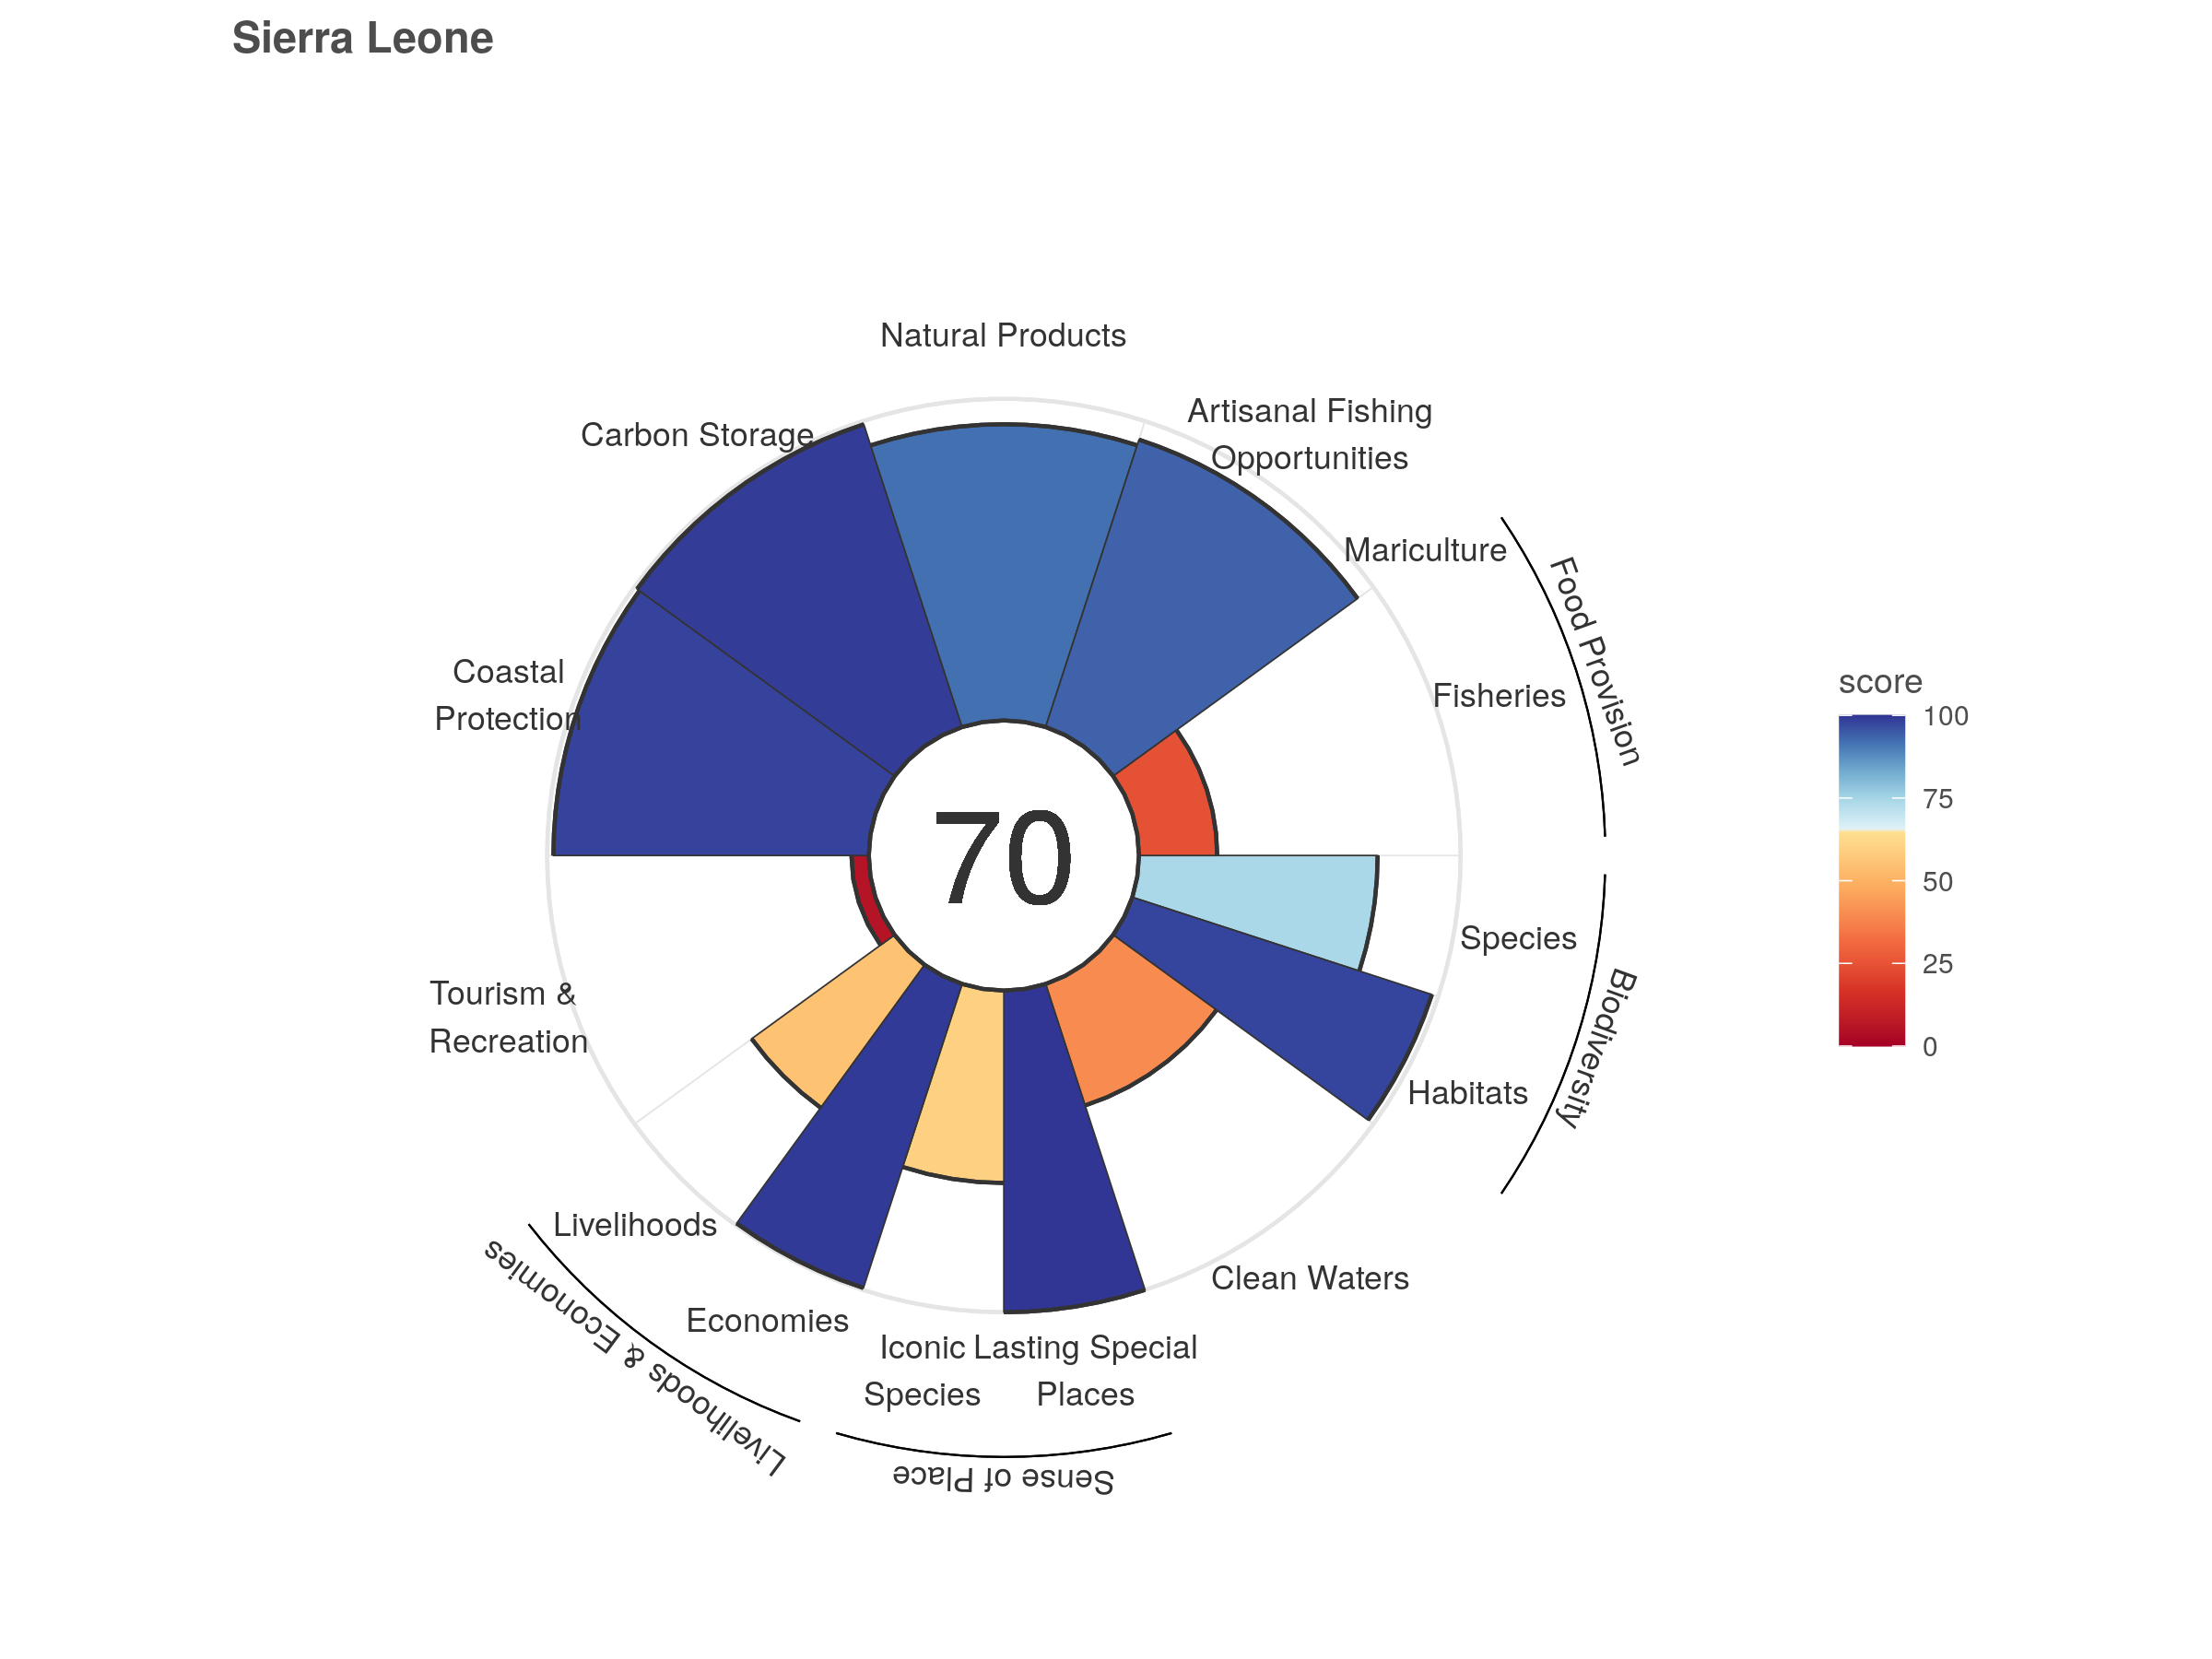 Sierra Leone
Natural Products
Artisanal Fishing
Opportunities
Carbon Storage
Mariculture
Food Provision
Fisheries
Coastal
Protection
70
score
100
75
50
25
0
Species
Biodiversity
Habitats
Tourism &
Recreation
Livelihoods
Clean Waters
Economies
Iconic
Species
Lasting Special
Places
Livelihoods & Economies
Sense of Place